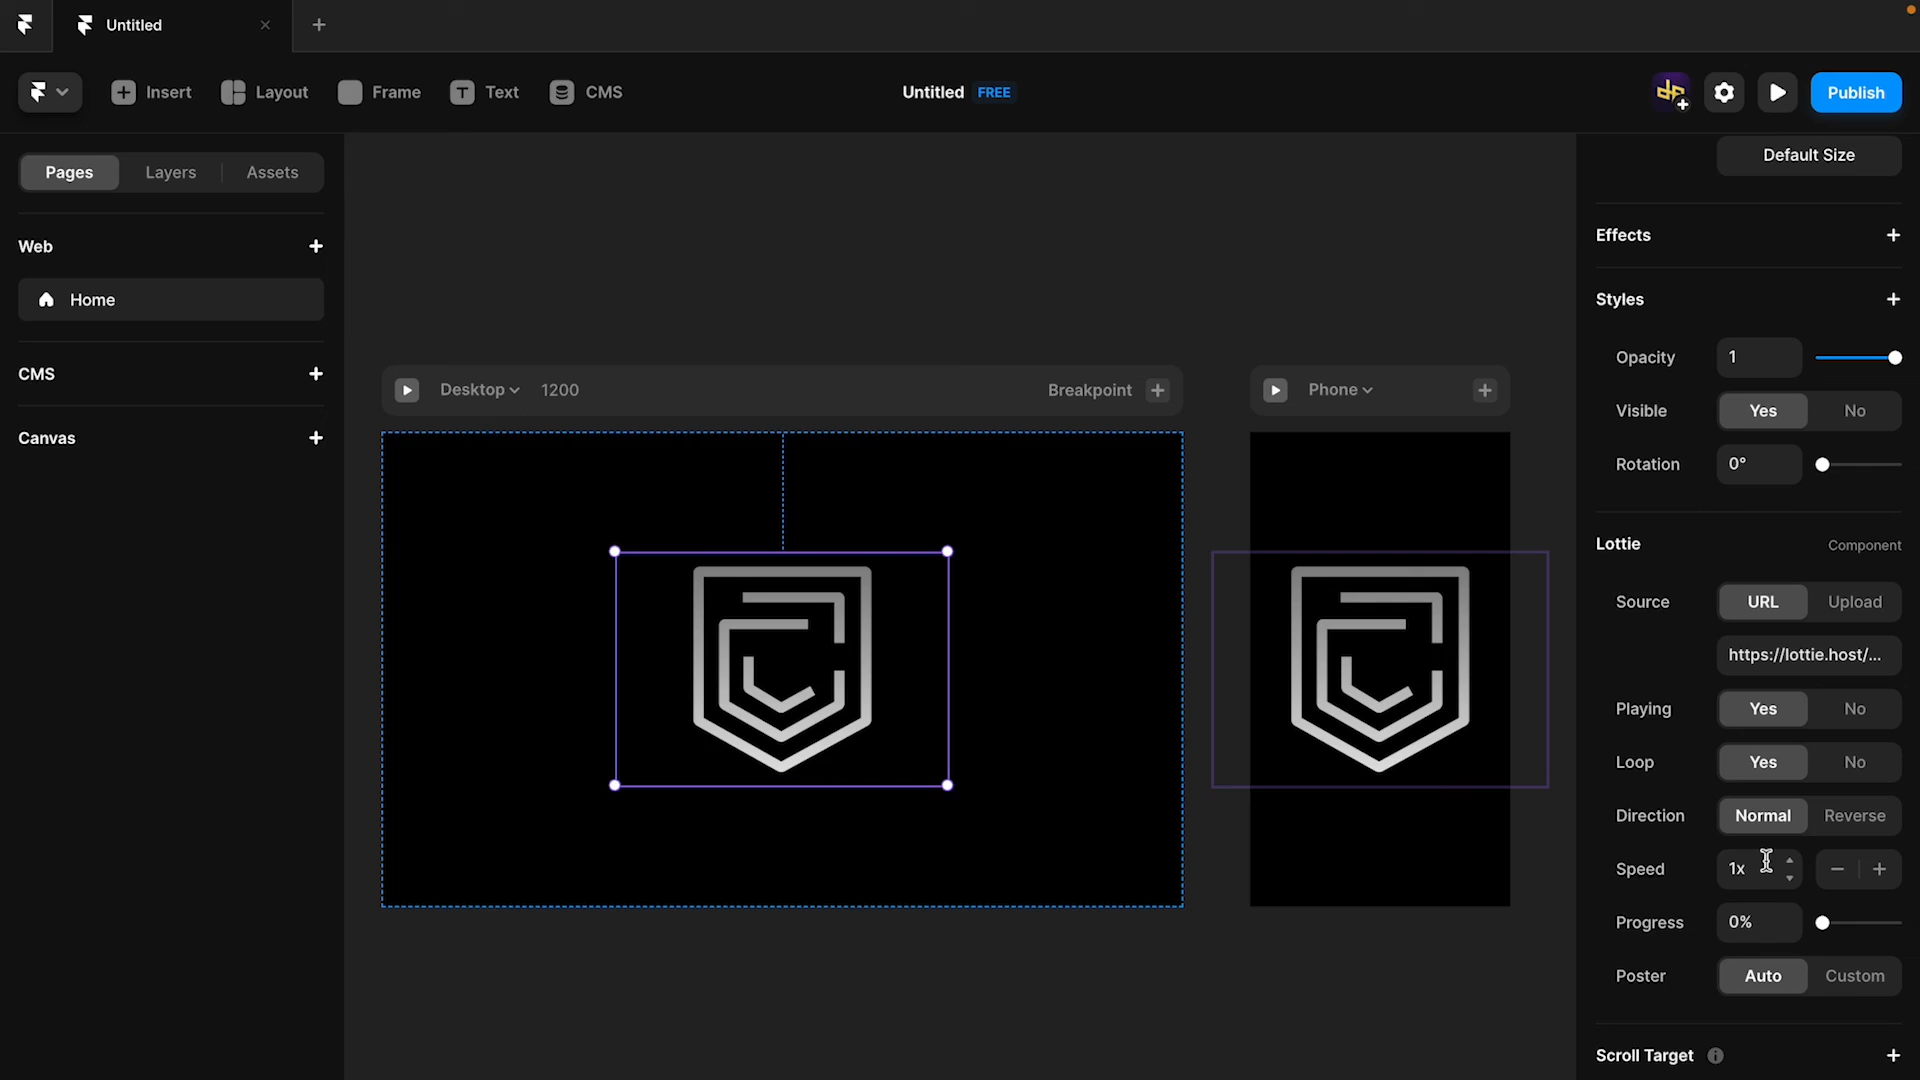 Untitled
Insert
Layout
Frame
Text
CMS
Untitled FREE
Publish
Pages
Layers
Assets
Web
Home
CMS
Canvas
Desktop
1200
Breakpoint
Phone
Default Size
Effects
Styles
Opacity
1
Visible
Yes
No
Rotation
0°
Lottie
Component
Source
URL
Upload
https://lottie.host/...
Playing
Yes
No
Loop
Yes
No
Direction
Normal
Reverse
Speed
1x
Progress
0%
Poster
Auto
Custom
Scroll Target